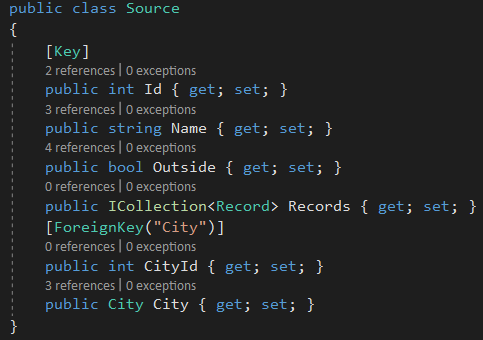 public class Source
{
[Key]
2 references | 0 exceptions
public int Id { get; set; }
3 references | 0 exceptions
public string Name { get; set; }
4 references | 0 exceptions
public bool Outside { get; set; }
0 references | 0 exceptions
public ICollection<Record> Records { get; set; }
[ForeignKey("City")]
0 references | 0 exceptions
public int CityId { get; set; }
3 references | 0 exceptions
public City City { get; set; }
}